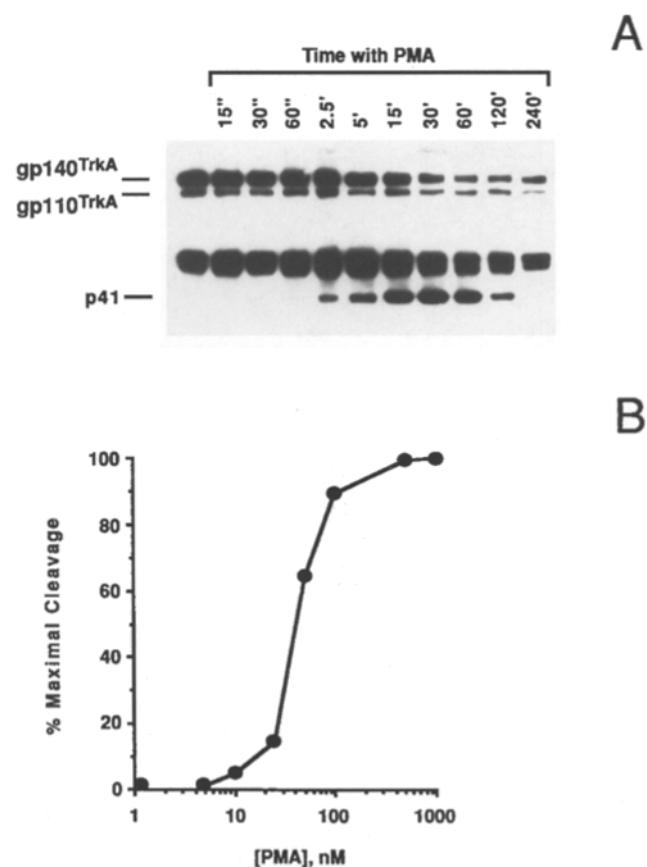 A
Time with PMA
15" 30" 60" 2.5' 5' 15' 30' 60' 120' 240'
gp140TrkA
gp110TrkA
p41
B
% Maximal Cleavage
100
80
60
40
20
0
1 10 100 1000
[PMA], nM